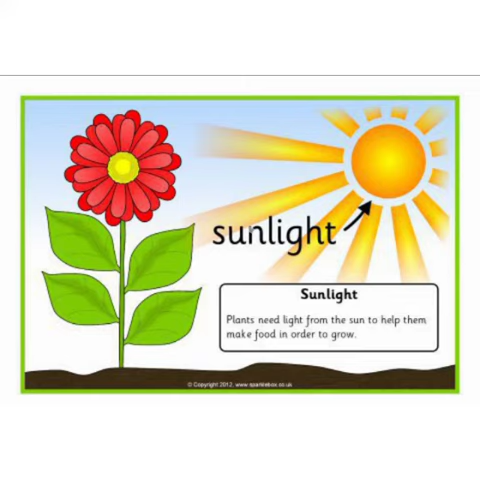 sunlight
Sunlight
Plants need light from the sun to help them
make food in order to grow.
© Copyright 2012, www.sparklebox.co.uk